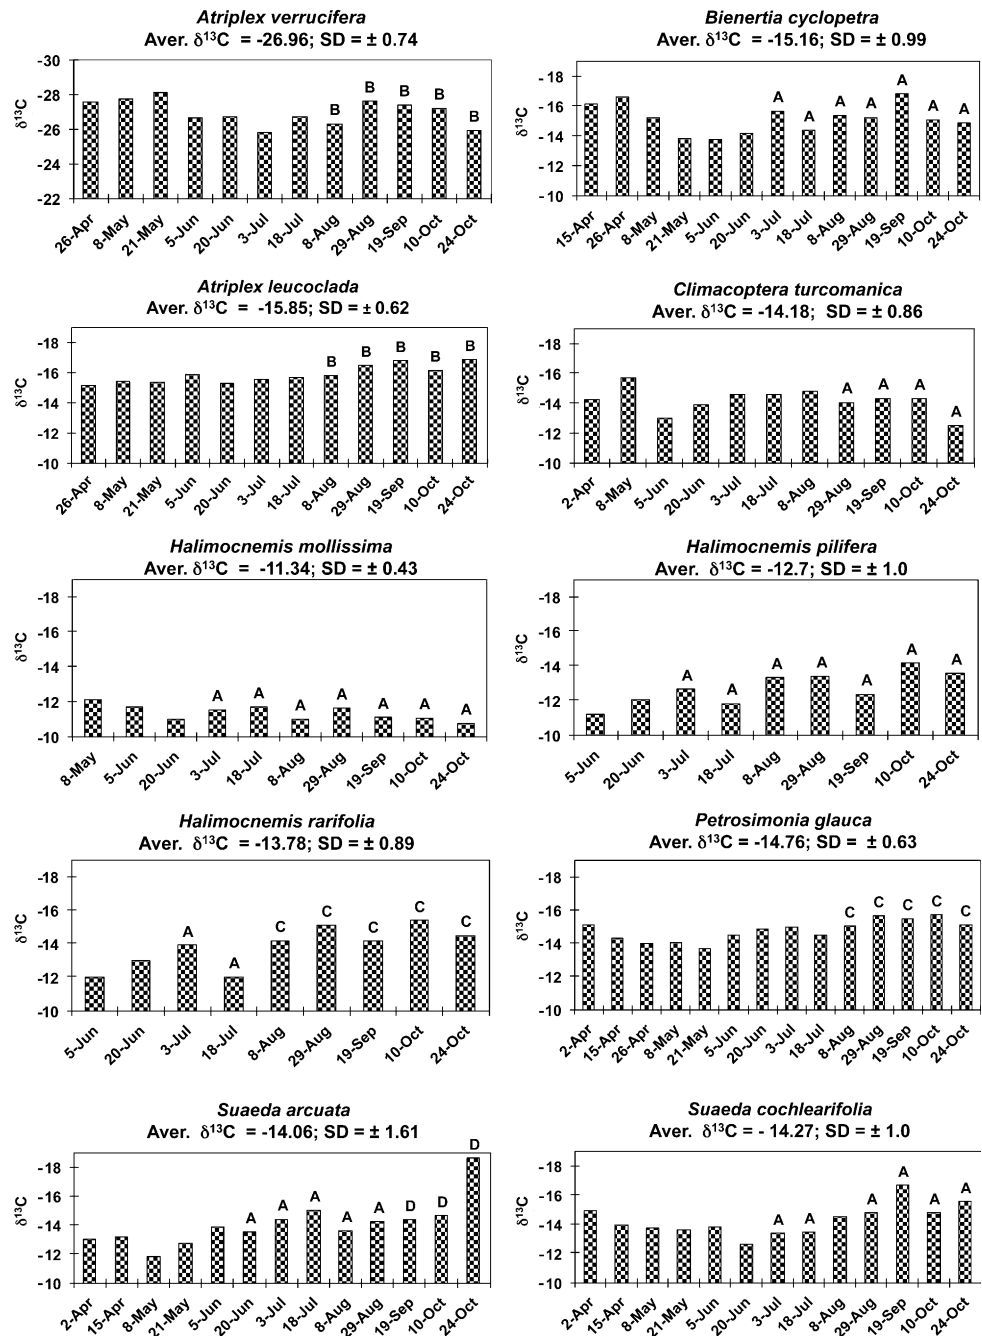 Atriplex verrucifera
Aver. δ¹³C = -26.96; SD = ± 0.74
-30
-28
-26
-24
-22
δ¹³C
B
B
B
B
B
26-Apr
8-May
21-May
5-Jun
20-Jun
3-Jul
18-Jul
8-Aug
29-Aug
19-Sep
10-Oct
24-Oct
Bienertia cyclopetra
Aver. δ¹³C = -15.16; SD = ± 0.99
-18
-16
-14
-12
-10
δ¹³C
A
A
A
A
A
A
A
15-Apr
26-Apr
8-May
21-May
5-Jun
20-Jun
3-Jul
18-Jul
8-Aug
29-Aug
19-Sep
10-Oct
24-Oct
Atriplex leucoclada
Aver. δ¹³C = -15.85; SD = ± 0.62
-18
-16
-14
-12
-10
δ¹³C
B
B
B
B
B
26-Apr
8-May
21-May
5-Jun
20-Jun
3-Jul
18-Jul
8-Aug
29-Aug
19-Sep
10-Oct
24-Oct
Climacoptera turcomanica
Aver. δ¹³C = -14.18; SD = ± 0.86
-18
-16
-14
-12
-10
δ¹³C
A
A
A
A
2-Apr
8-May
5-Jun
20-Jun
3-Jul
18-Jul
8-Aug
29-Aug
19-Sep
10-Oct
24-Oct
Halimocnemis mollissima
Aver. δ¹³C = -11.34; SD = ± 0.43
-18
-16
-14
-12
-10
δ¹³C
A
A
A
A
A
A
A
8-May
5-Jun
20-Jun
3-Jul
18-Jul
8-Aug
29-Aug
19-Sep
10-Oct
24-Oct
Halimocnemis pilifera
Aver. δ¹³C = -12.7; SD = ± 1.0
-18
-16
-14
-12
-10
δ¹³C
A
A
A
A
A
A
A
5-Jun
20-Jun
3-Jul
18-Jul
8-Aug
29-Aug
19-Sep
10-Oct
24-Oct
Halimocnemis rarifolia
Aver. δ¹³C = -13.78; SD = ± 0.89
-18
-16
-14
-12
-10
δ¹³C
A
A
C
C
C
C
C
5-Jun
20-Jun
3-Jul
18-Jul
8-Aug
29-Aug
19-Sep
10-Oct
24-Oct
Petrosimonia glauca
Aver. δ¹³C = -14.76; SD = ± 0.63
-18
-16
-14
-12
-10
δ¹³C
C
C
C
C
C
2-Apr
15-Apr
26-Apr
8-May
21-May
5-Jun
20-Jun
3-Jul
18-Jul
8-Aug
29-Aug
19-Sep
10-Oct
24-Oct
Suaeda arcuata
Aver. δ¹³C = -14.06; SD = ± 1.61
-18
-16
-14
-12
-10
δ¹³C
A
A
A
A
A
D
D
D
2-Apr
15-Apr
8-May
21-May
5-Jun
20-Jun
3-Jul
18-Jul
8-Aug
29-Aug
19-Sep
10-Oct
24-Oct
Suaeda cochlearifolia
Aver. δ¹³C = - 14.27; SD = ± 1.0
-18
-16
-14
-12
-10
δ¹³C
A
A
A
A
A
A
2-Apr
15-Apr
8-May
21-May
5-Jun
20-Jun
3-Jul
18-Jul
8-Aug
29-Aug
19-Sep
10-Oct
24-Oct